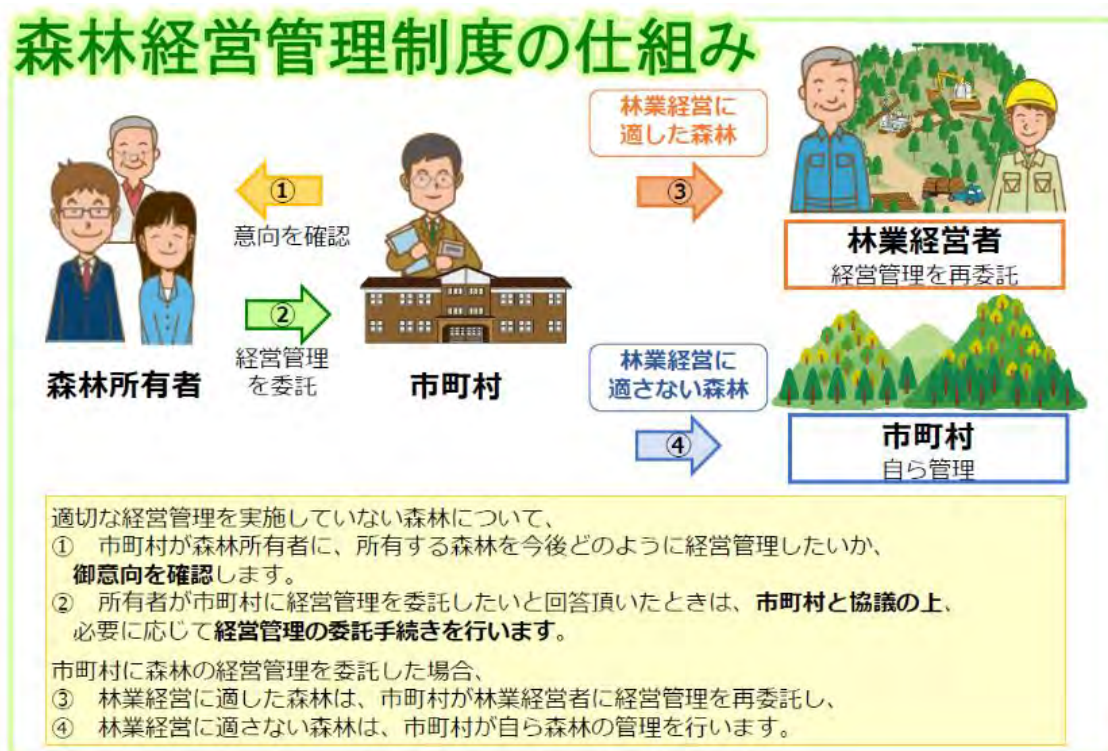 森林経営管理制度の仕組み
林業経営に
適した森林
①
意向を確認
③
林業経営者
経営管理を再委託
②
経営管理
を委託
森林所有者
市町村
林業経営に
適さない森林
④
市町村
自ら管理
適切な経営管理を実施していない森林について、
① 市町村が森林所有者に、所有する森林を今後どのように経営管理したいか、
御意向を確認します。
② 所有者が市町村に経営管理を委託したいと回答頂いたときは、市町村と協議の上、
必要に応じて経営管理の委託手続きを行います。
市町村に森林の経営管理を委託した場合、
③ 林業経営に適した森林は、市町村が林業経営者に経営管理を再委託し、
④ 林業経営に適さない森林は、市町村が自ら森林の管理を行います。